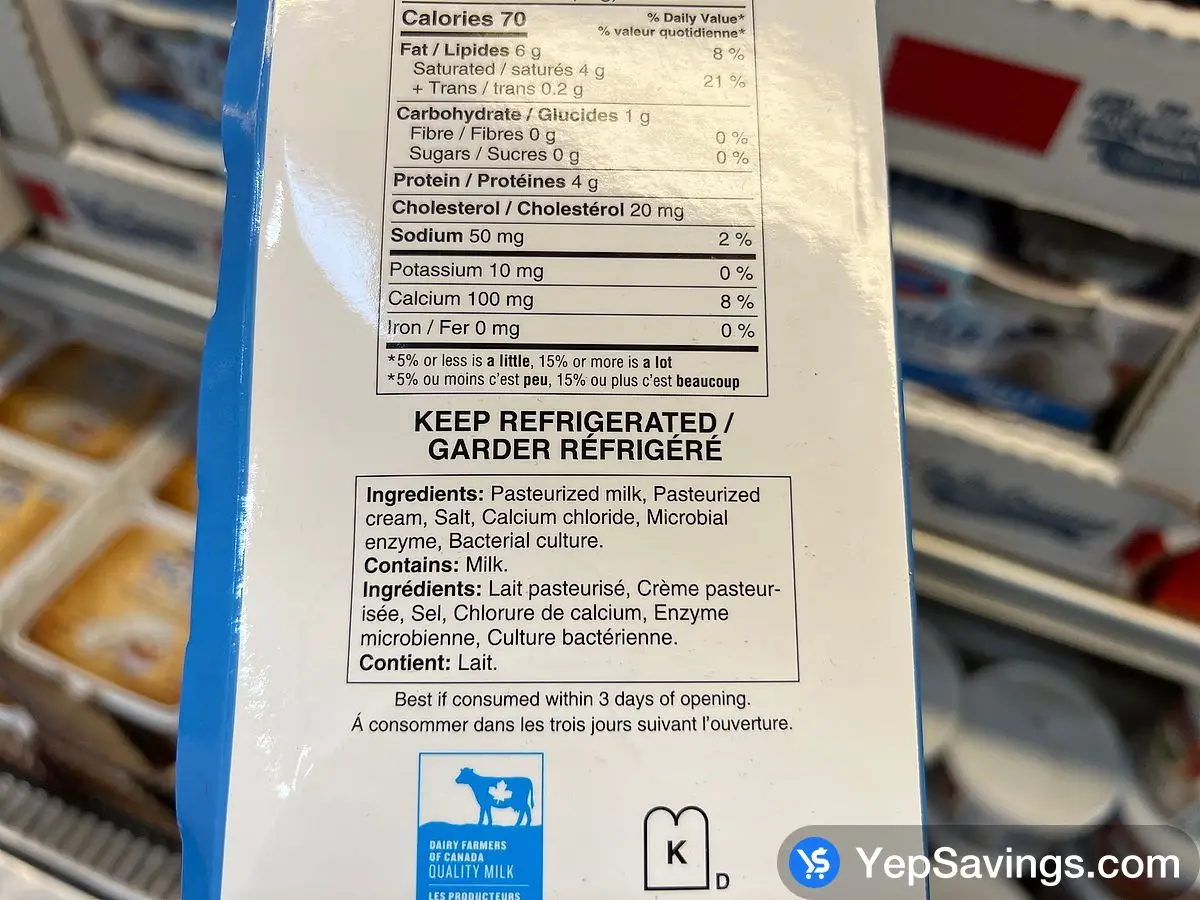 Calories 70
% Daily Value*
% valeur quotidienne*
Fat / Lipides 6 g 8 %
Saturated / saturés 4 g
+ Trans / trans 0.2 g 21 %
Carbohydrate / Glucides 1 g
Fibre / Fibres 0 g 0 %
Sugars / Sucres 0 g 0 %
Protein / Protéines 4 g
Cholesterol / Cholestérol 20 mg
Sodium 50 mg 2 %
Potassium 10 mg 0 %
Calcium 100 mg 8 %
Iron / Fer 0 mg 0 %
*5% or less is a little, 15% or more is a lot
*5% ou moins c'est peu, 15% ou plus c'est beaucoup
KEEP REFRIGERATED /
GARDER RÉFRIGÉRÉ
Ingredients: Pasteurized milk, Pasteurized
cream, Salt, Calcium chloride, Microbial
enzyme, Bacterial culture.
Contains: Milk.
Ingrédients: Lait pasteurisé, Crème pasteur-
isée, Sel, Chlorure de calcium, Enzyme
microbienne, Culture bactérienne.
Contient: Lait.
Best if consumed within 3 days of opening.
Á consommer dans les trois jours suivant l'ouverture.
DAIRY FARMERS
OF CANADA
QUALITY MILK
LES PRODUCTEURS
K
D
YepSavings.com